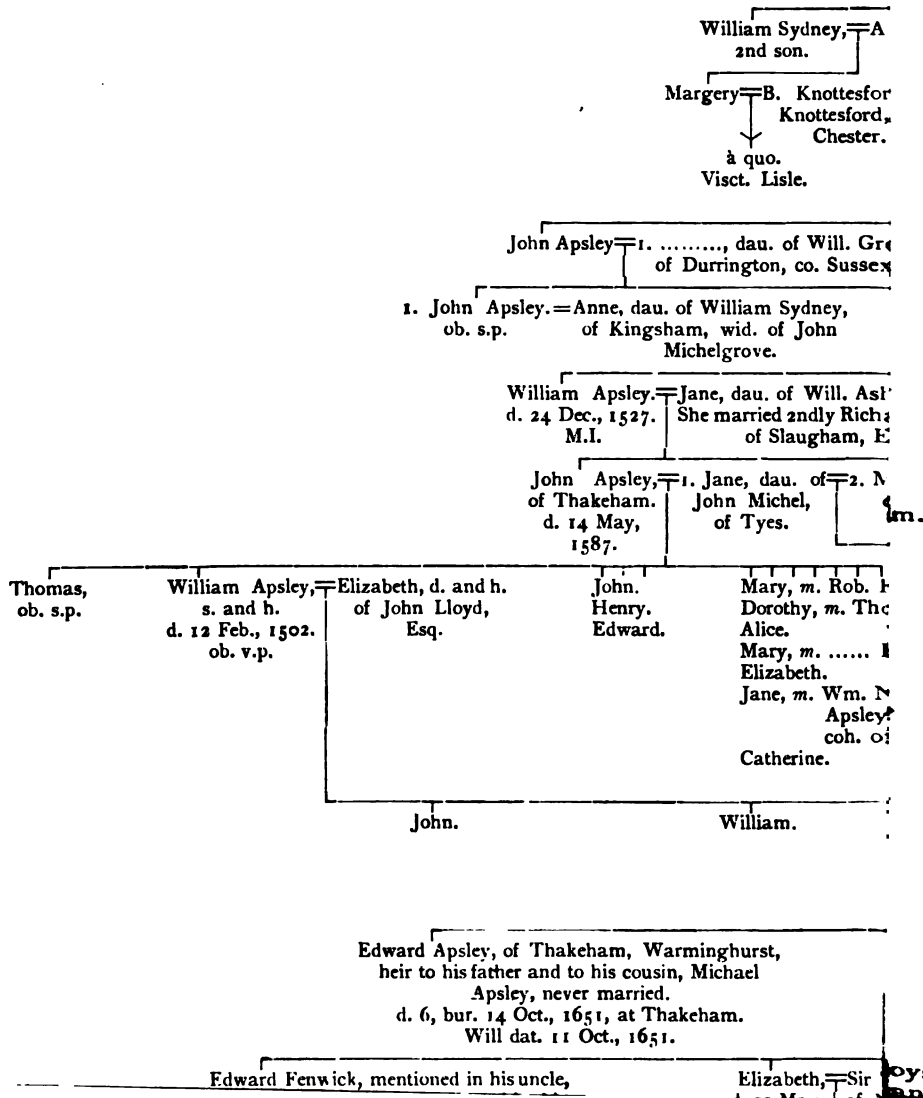 William Sydney, A
2nd son.
Margery B. Knottesfor
Knottesford,
Chester.
à quo.
Visct. Lisle.
John Apsley 1. ........., dau. of Will. Gre
of Durrington, co. Sussex
1. John Apsley. = Anne, dau. of William Sydney,
ob. s.p. of Kingsham, wid. of John
Michelgrove.
William Apsley. Jane, dau. of Will. Ash
d. 24 Dec., 1527. She married 2ndly Richa
M.I. of Slaugham, E
John Apsley, 1. Jane, dau. of 2. M
of Thakeham. John Michel,
d. 14 May, of Tyes. m.
1587.
Thomas, William Apsley, Elizabeth, d. and h. John. Mary, m. Rob. H
ob. s.p. s. and h. of John Lloyd, Henry. Dorothy, m. Tho
d. 12 Feb., 1502. Esq. Edward. Alice.
ob. v.p. Mary, m. ......
Elizabeth.
Jane, m. Wm. N
Apsley
coh. of
Catherine.
John. William.
Edward Apsley, of Thakeham, Warminghurst,
heir to his father and to his cousin, Michael
Apsley, never married.
d. 6, bur. 14 Oct., 1651, at Thakeham.
Will dat. 11 Oct., 1651.
Edward Fenwick, mentioned in his uncle, Elizabeth, Sir